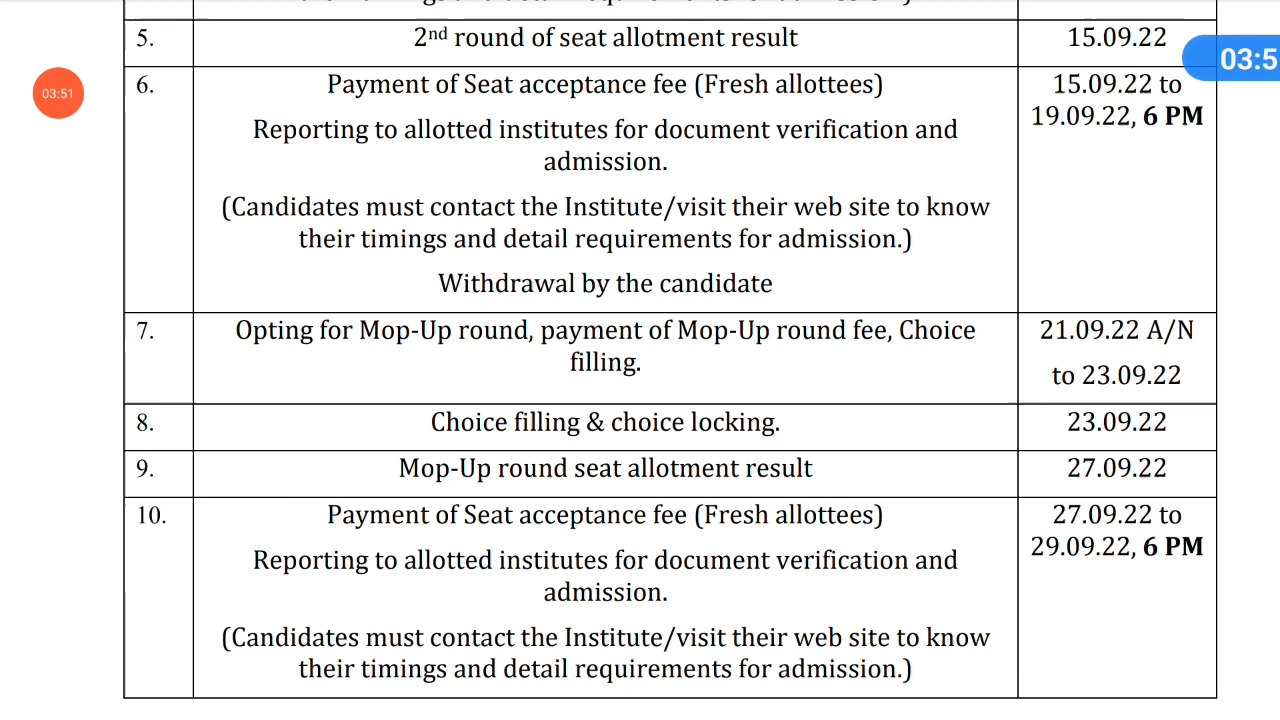 5.
2nd round of seat allotment result
15.09.22
03:5
03:51
6.
Payment of Seat acceptance fee (Fresh allottees)
Reporting to allotted institutes for document verification and
admission.
(Candidates must contact the Institute/visit their web site to know
their timings and detail requirements for admission.)
Withdrawal by the candidate
15.09.22 to
19.09.22, 6 PM
7.
Opting for Mop-Up round, payment of Mop-Up round fee, Choice
filling.
21.09.22 A/N
to 23.09.22
8.
Choice filling & choice locking.
23.09.22
9.
Mop-Up round seat allotment result
27.09.22
10.
Payment of Seat acceptance fee (Fresh allottees)
Reporting to allotted institutes for document verification and
admission.
(Candidates must contact the Institute/visit their web site to know
their timings and detail requirements for admission.)
27.09.22 to
29.09.22, 6 PM